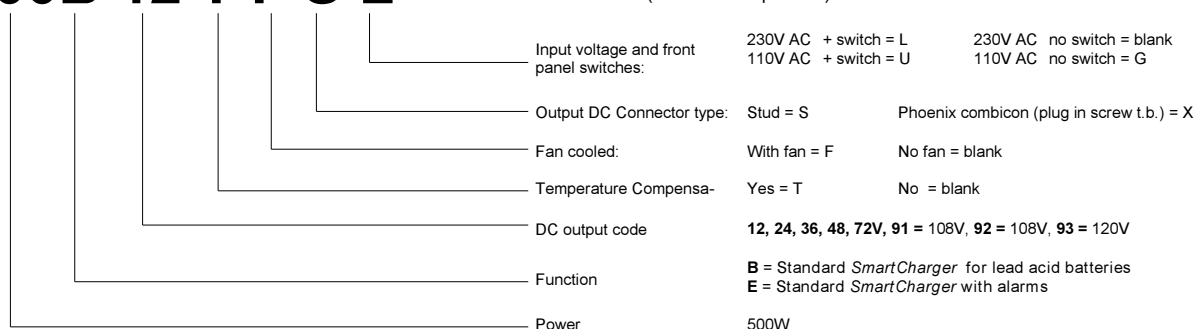 Input voltage and front panel switches: 230V AC + switch = L 230V AC no switch = blank
110V AC + switch = U 110V AC no switch = G
Output DC Connector type: Stud = S Phoenix combicon (plug in screw t.b.) = X
Fan cooled: With fan = F No fan = blank
Temperature Compensa- Yes = T No = blank
DC output code 12, 24, 36, 48, 72V, 91 = 108V, 92 = 108V, 93 = 120V
Function B = Standard SmartCharger for lead acid batteries
E = Standard SmartCharger with alarms
Power 500W